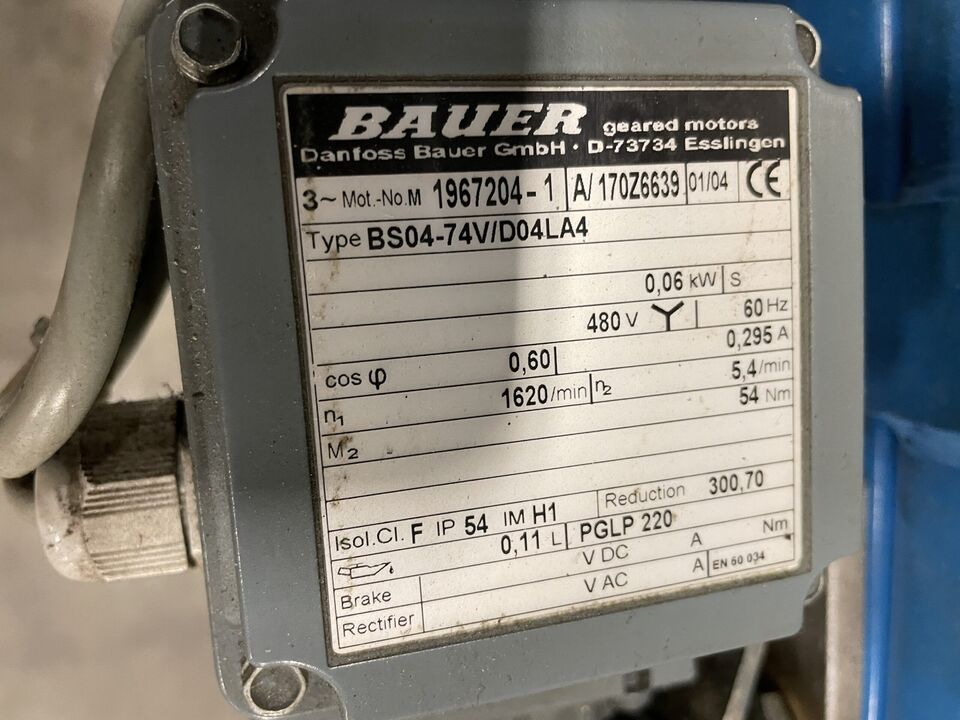 BAUER geared motors
Danfoss Bauer GmbH · D-73734 Esslingen
3~ Mot.-No.M 1967204-1 A/170Z6639 01/04 CE
Type BS04-74V/D04LA4
0,06 kW S
480 V 60 Hz
0,295 A
cos φ 0,60
n1 1620/min n2 5,4/min
M2 54 Nm
Isol.Cl. F IP 54 IM H1 Reduction 300,70
0,11 L PGLP 220
Brake V DC A Nm
Rectifier V AC A EN 60 034